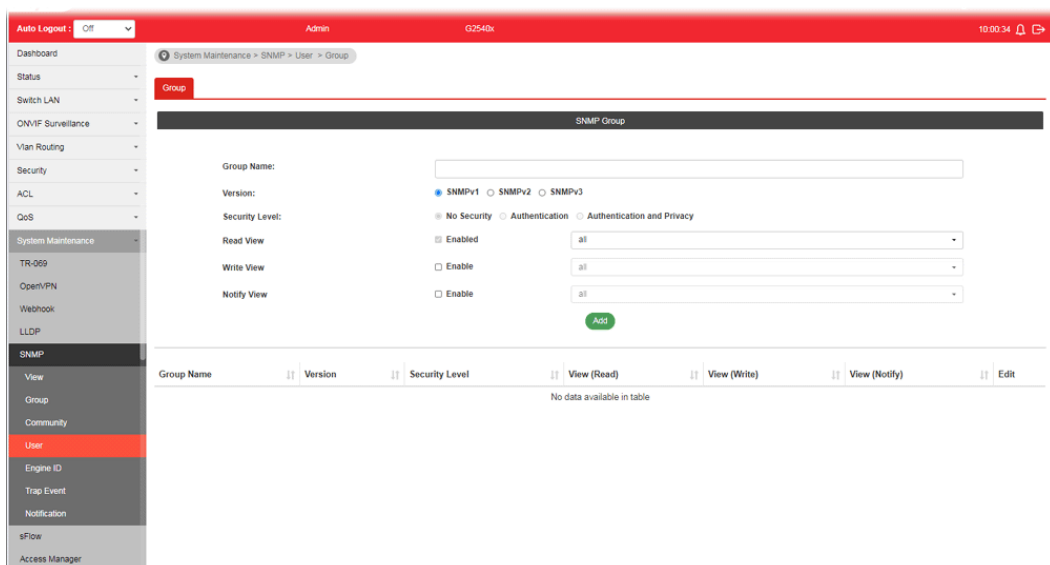 Auto Logout : Off Admin G2540x 10:00:34
Dashboard
Status
Switch LAN
ONVIF Surveillance
Vlan Routing
Security
ACL
QoS
System Maintenance
TR-069
OpenVPN
Webhook
LLDP
SNMP
View
Group
Community
User
Engine ID
Trap Event
Notification
sFlow
Access Manager
System Maintenance > SNMP > User > Group
Group
SNMP Group
Group Name:
Version: SNMPv1 SNMPv2 SNMPv3
Security Level: No Security Authentication Authentication and Privacy
Read View Enabled all
Write View Enable all
Notify View Enable all
Add
Group Name Version Security Level View (Read) View (Write) View (Notify) Edit
No data available in table